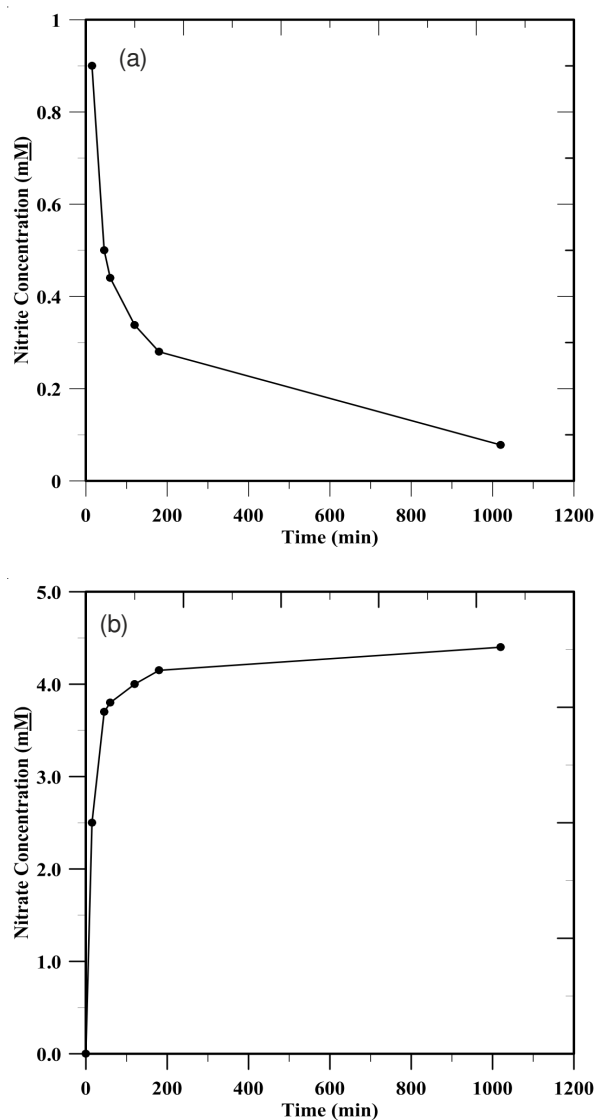 (a)
1
0.8
0.6
0.4
0.2
0
Nitrite Concentration (mM)
0 200 400 600 800 1000 1200
Time (min)
(b)
5.0
4.0
3.0
2.0
1.0
0.0
Nitrate Concentration (mM)
0 200 400 600 800 1000 1200
Time (min)